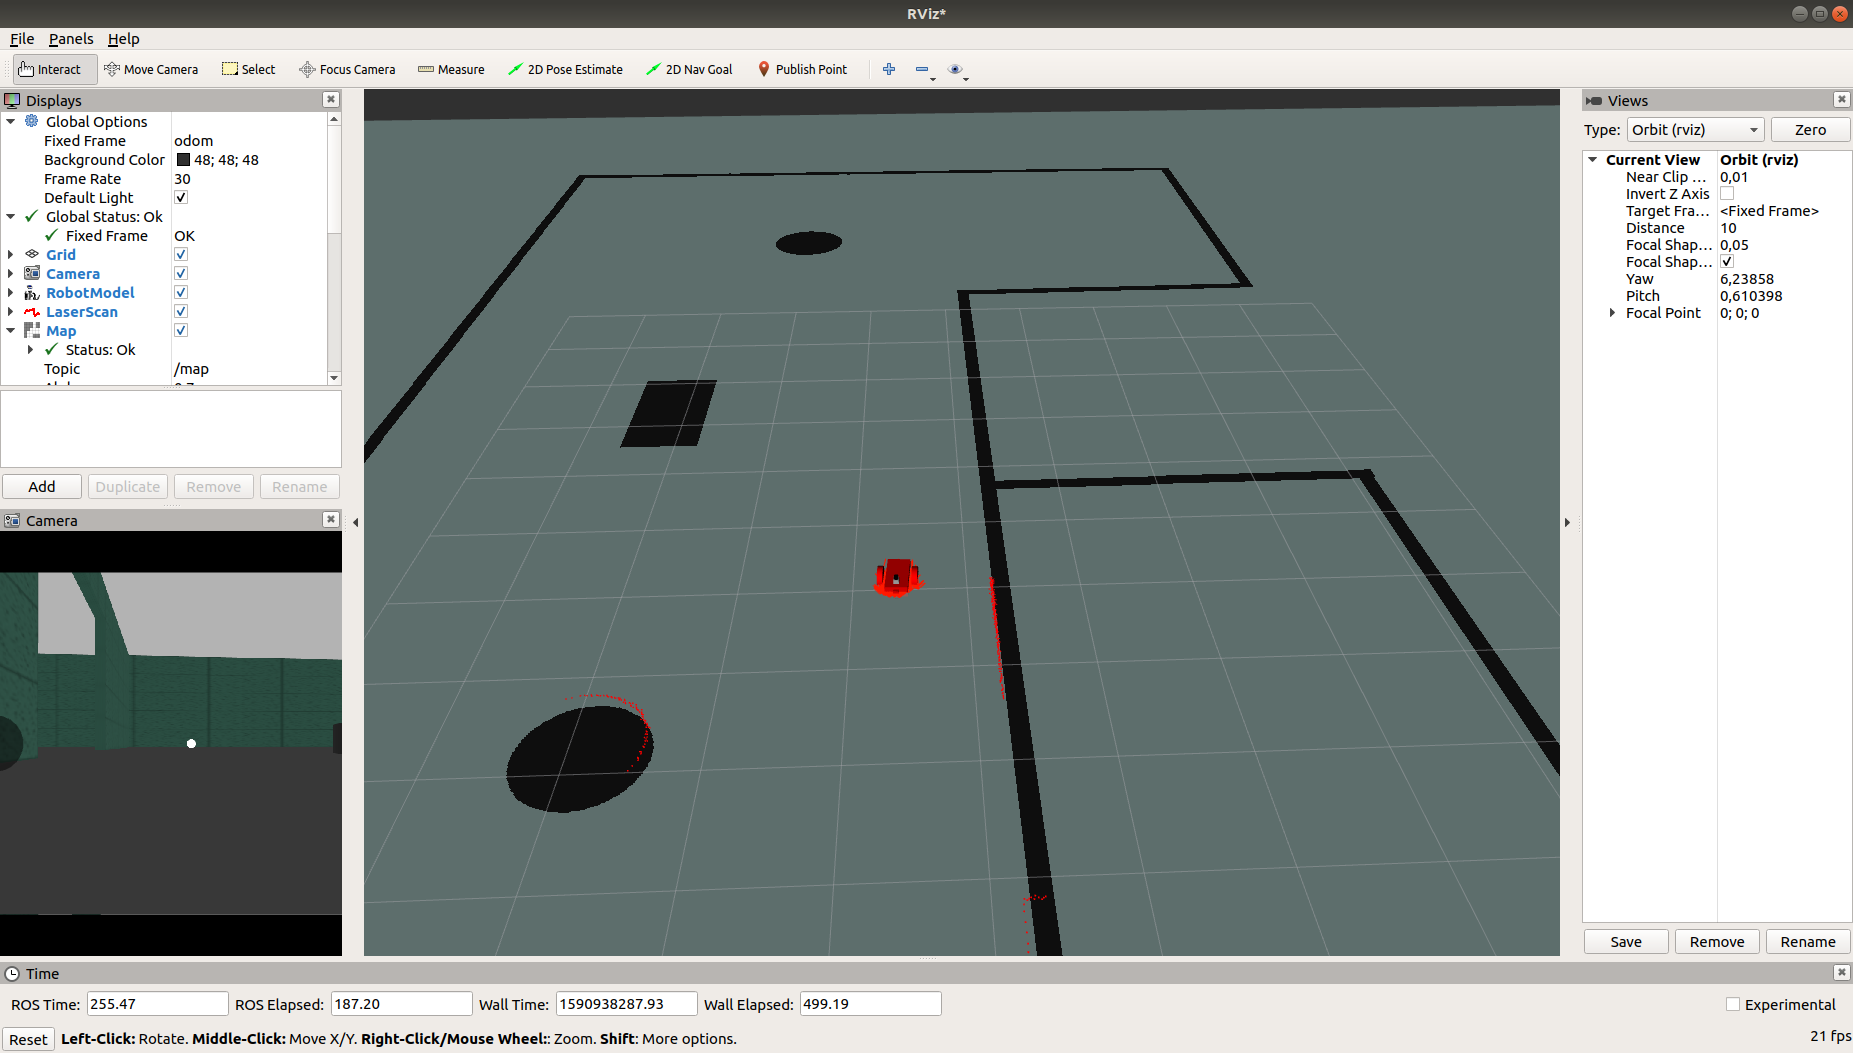 RViz*
File Panels Help
Interact Move Camera Select Focus Camera Measure 2D Pose Estimate 2D Nav Goal Publish Point
Displays
Global Options
Fixed Frame odom
Background Color 48; 48; 48
Frame Rate 30
Default Light
Global Status: Ok
Fixed Frame OK
Grid
Camera
RobotModel
LaserScan
Map
Status: Ok
Topic /map
Add Duplicate Remove Rename
Camera
Views
Type: Orbit (rviz) Zero
Current View Orbit (rviz)
Near Clip ... 0,01
Invert Z Axis
Target Fra... <Fixed Frame>
Distance 10
Focal Shap... 0,05
Focal Shap...
Yaw 6,23858
Pitch 0,610398
Focal Point 0; 0; 0
Save Remove Rename
Time
ROS Time: 255.47 ROS Elapsed: 187.20 Wall Time: 1590938287.93 Wall Elapsed: 499.19 Experimental
Reset Left-Click: Rotate. Middle-Click: Move X/Y. Right-Click/Mouse Wheel:: Zoom. Shift: More options. 21 fps